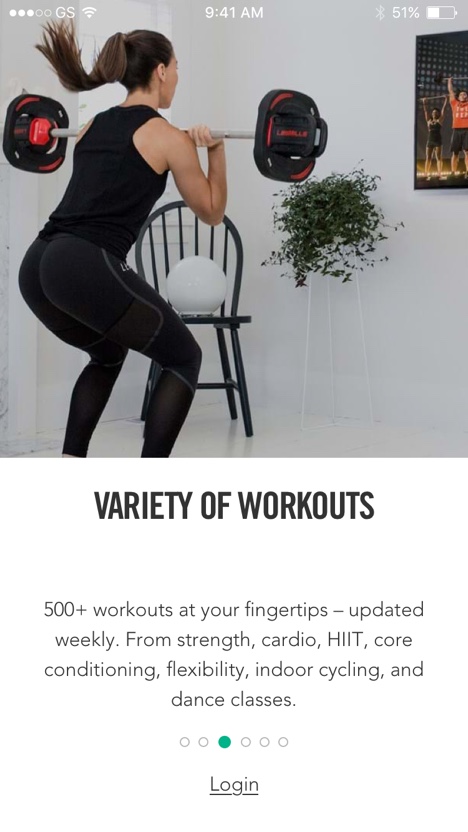 GS 9:41 AM 51%
LESMILLS
VARIETY OF WORKOUTS
500+ workouts at your fingertips – updated
weekly. From strength, cardio, HIIT, core
conditioning, flexibility, indoor cycling, and
dance classes.
Login